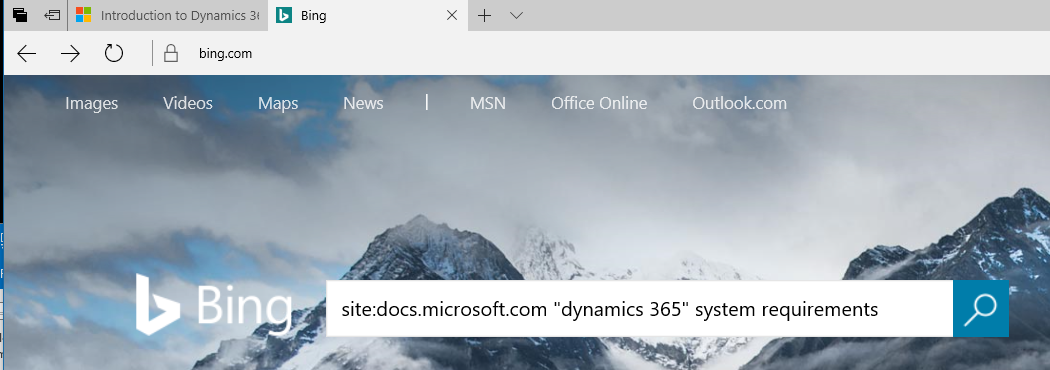 Introduction to Dynamics 36
Bing
bing.com
Images Videos Maps News | MSN Office Online Outlook.com
Bing
site:docs.microsoft.com "dynamics 365" system requirements